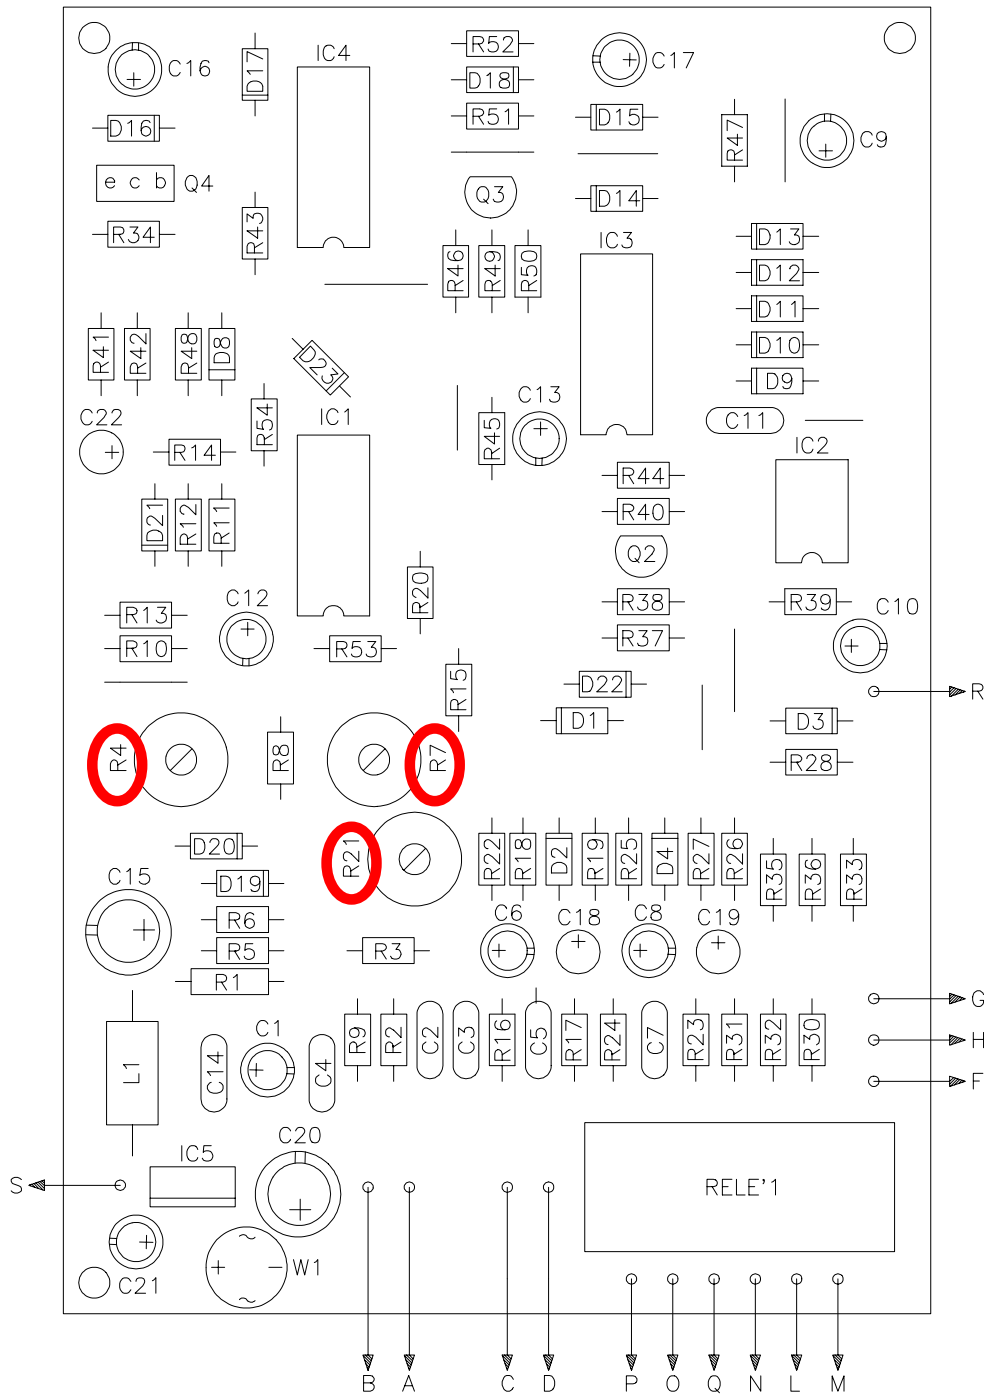 IC4
R52
C17
C16
D17
D18
D16
R51
D15
R47
C9
e c b Q4
Q3
D14
R34
R43
IC3
D13
R46
R49
R50
D12
D11
R41
R42
R48
D8
D23
D10
D9
C13
C22
R54
IC1
C11
R14
R45
IC2
R44
D21
R12
R11
R40
Q2
R20
C12
R38
R39
C10
R13
R10
R53
R37
R15
D22
R
D1
D3
R4
R8
R7
R28
R21
D20
R22
R18
D2
R19
R25
D4
R27
R26
R35
R36
R33
C15
D19
R6
C6
C18
C8
C19
R5
R3
R1
G
R9
R2
C2
C3
R16
C5
R17
R24
C7
R23
R31
R32
R30
H
L1
C14
C1
C4
F
C20
IC5
S
RELE'1
W1
C21
B A C D P O Q N L M